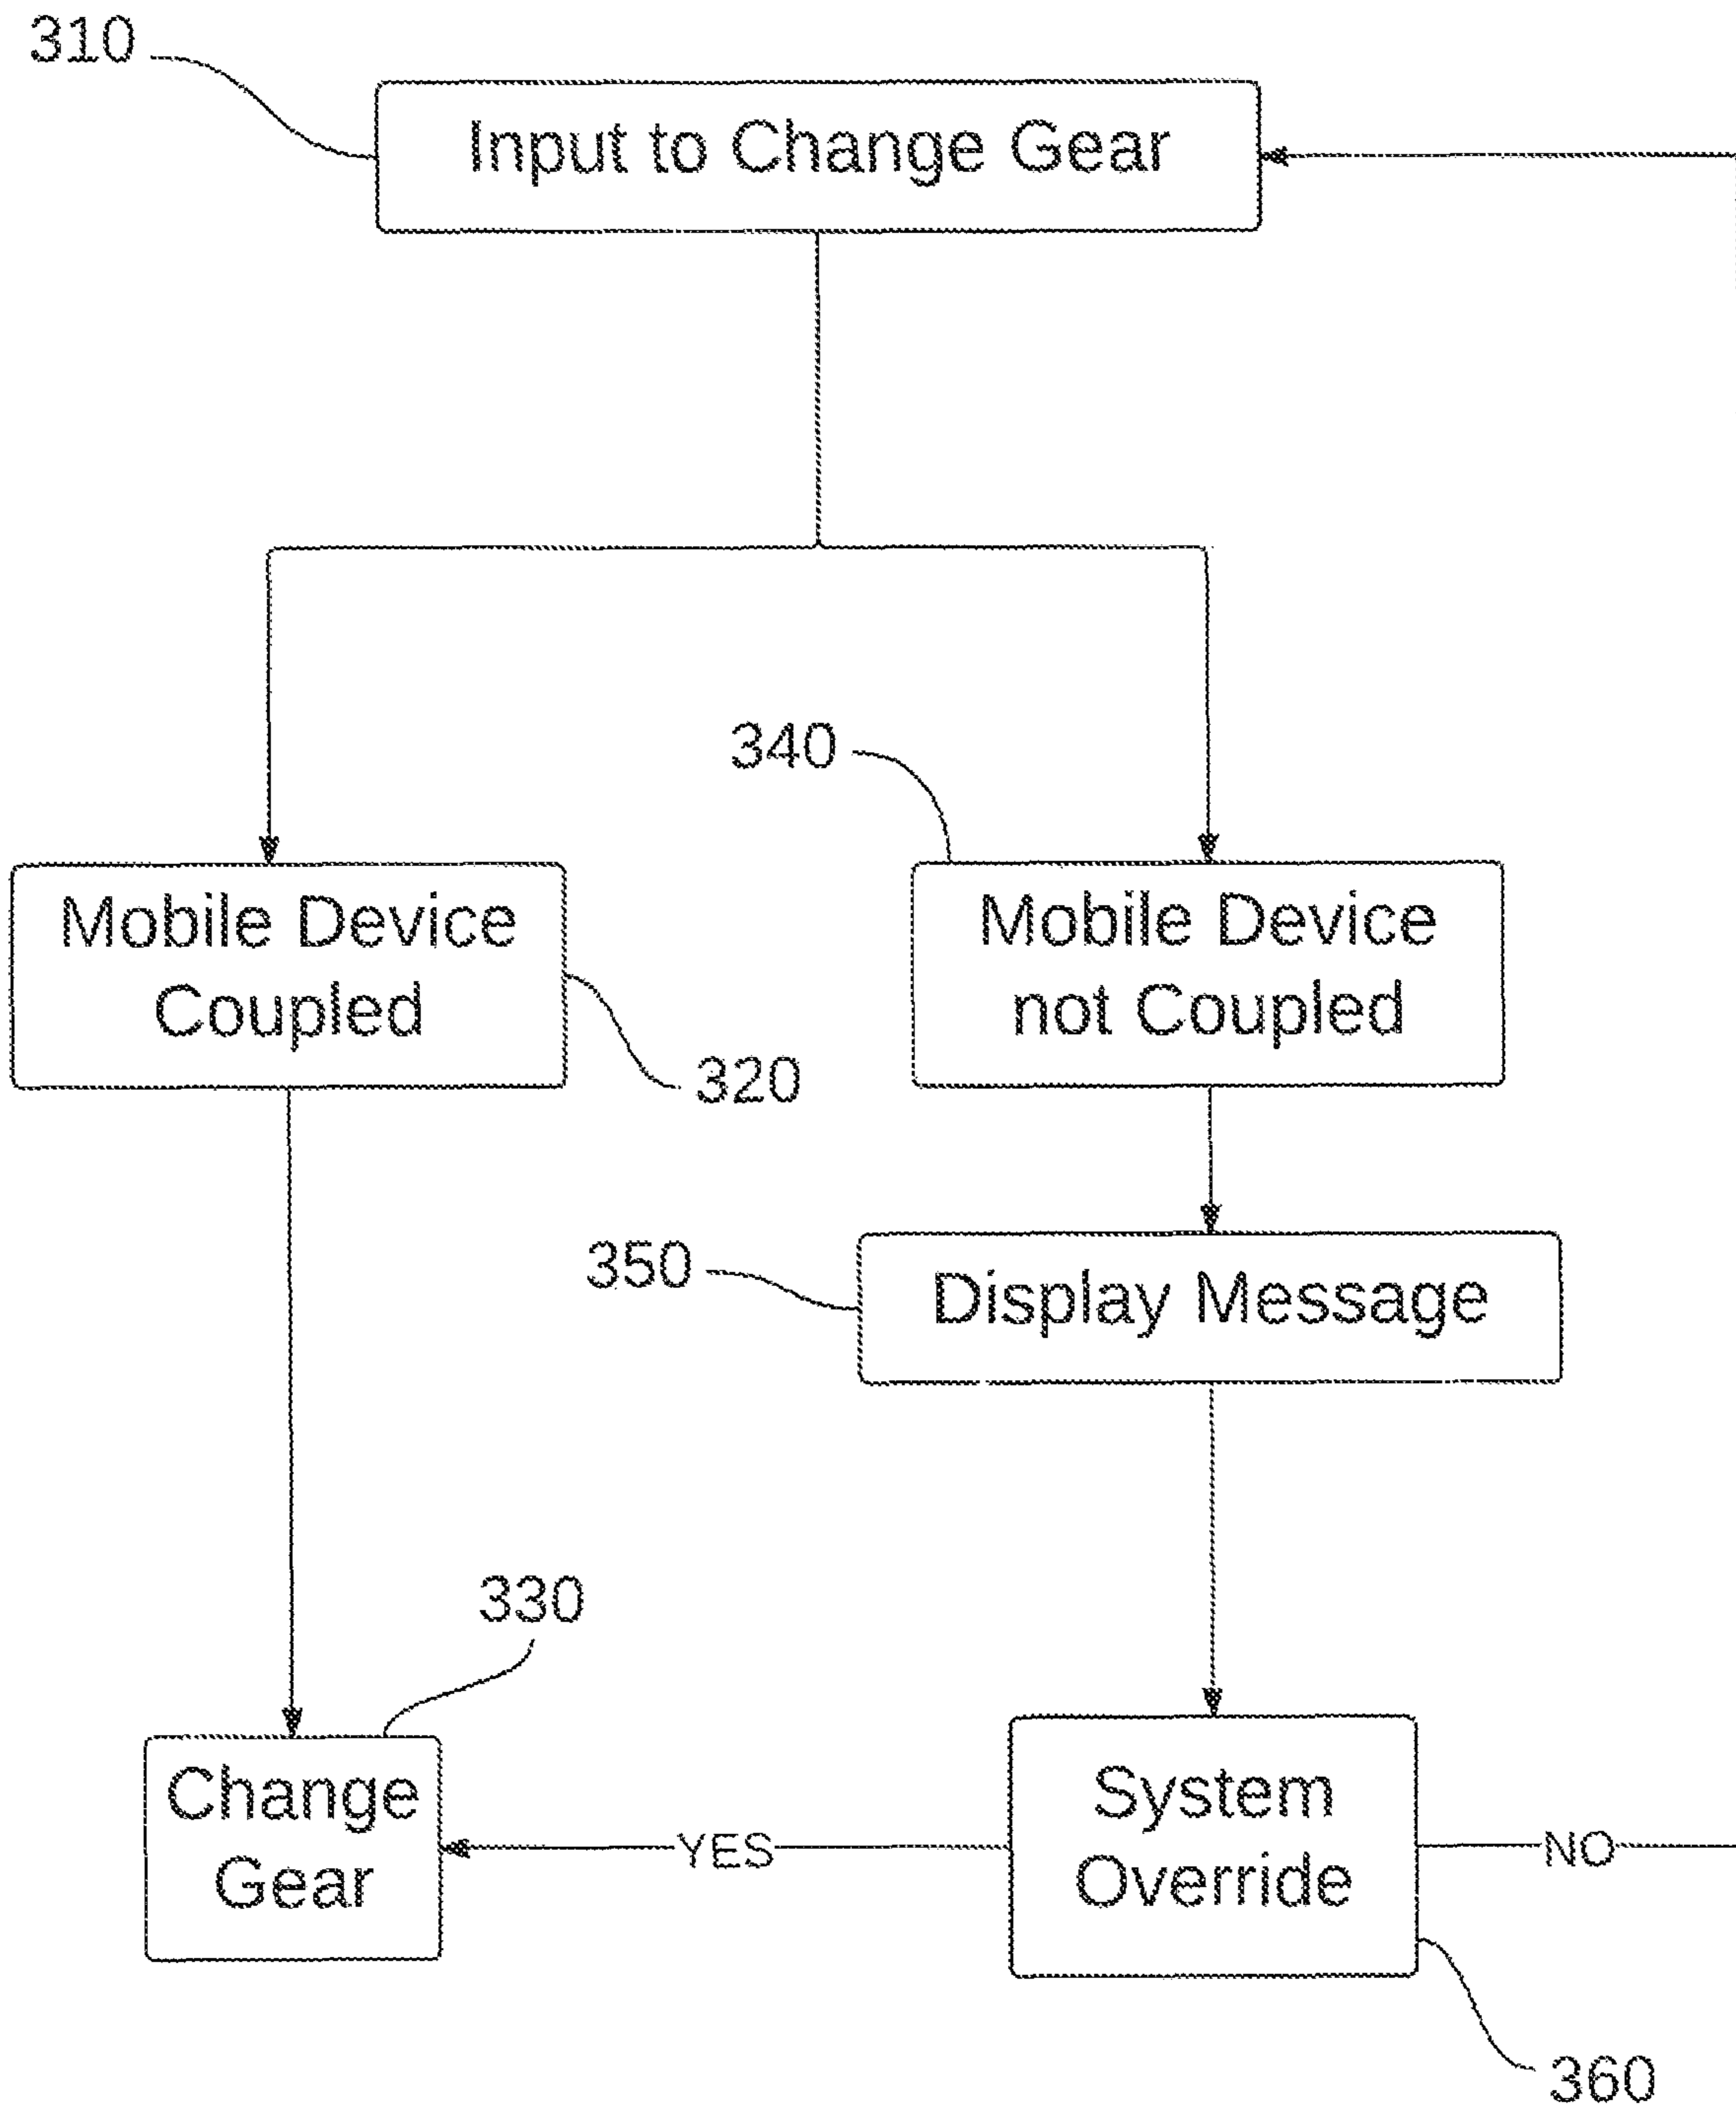 310
Input to Change Gear
340
Mobile Device
Coupled
Mobile Device
not Coupled
320
350
Display Message
330
Change
Gear
YES
System
Override
NO
360